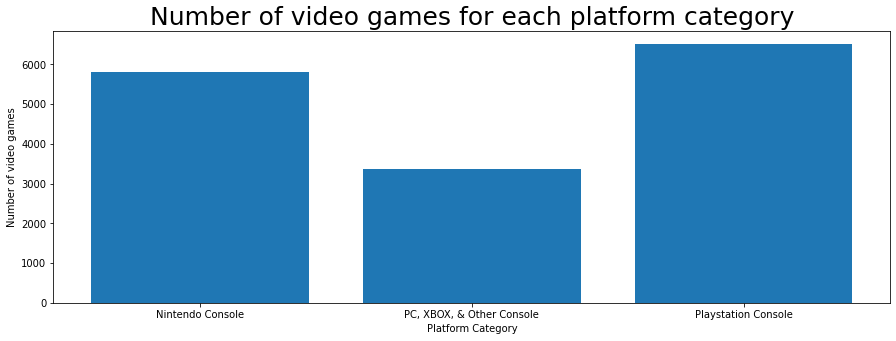 Number of video games for each platform category
Number of video games
6000
5000
4000
3000
2000
1000
0
Nintendo Console
PC, XBOX, & Other Console
Playstation Console
Platform Category